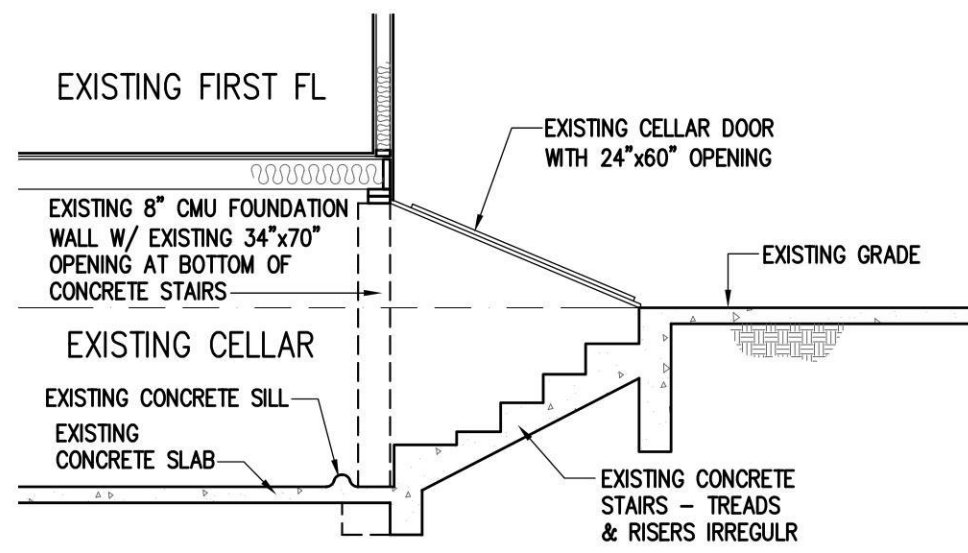 EXISTING FIRST FL
EXISTING CELLAR DOOR
WITH 24"x60" OPENING
EXISTING 8" CMU FOUNDATION
WALL W/ EXISTING 34"x70"
OPENING AT BOTTOM OF
CONCRETE STAIRS
EXISTING GRADE
EXISTING CELLAR
EXISTING CONCRETE SILL
EXISTING
CONCRETE SLAB
EXISTING CONCRETE
STAIRS – TREADS
& RISERS IRREGULR